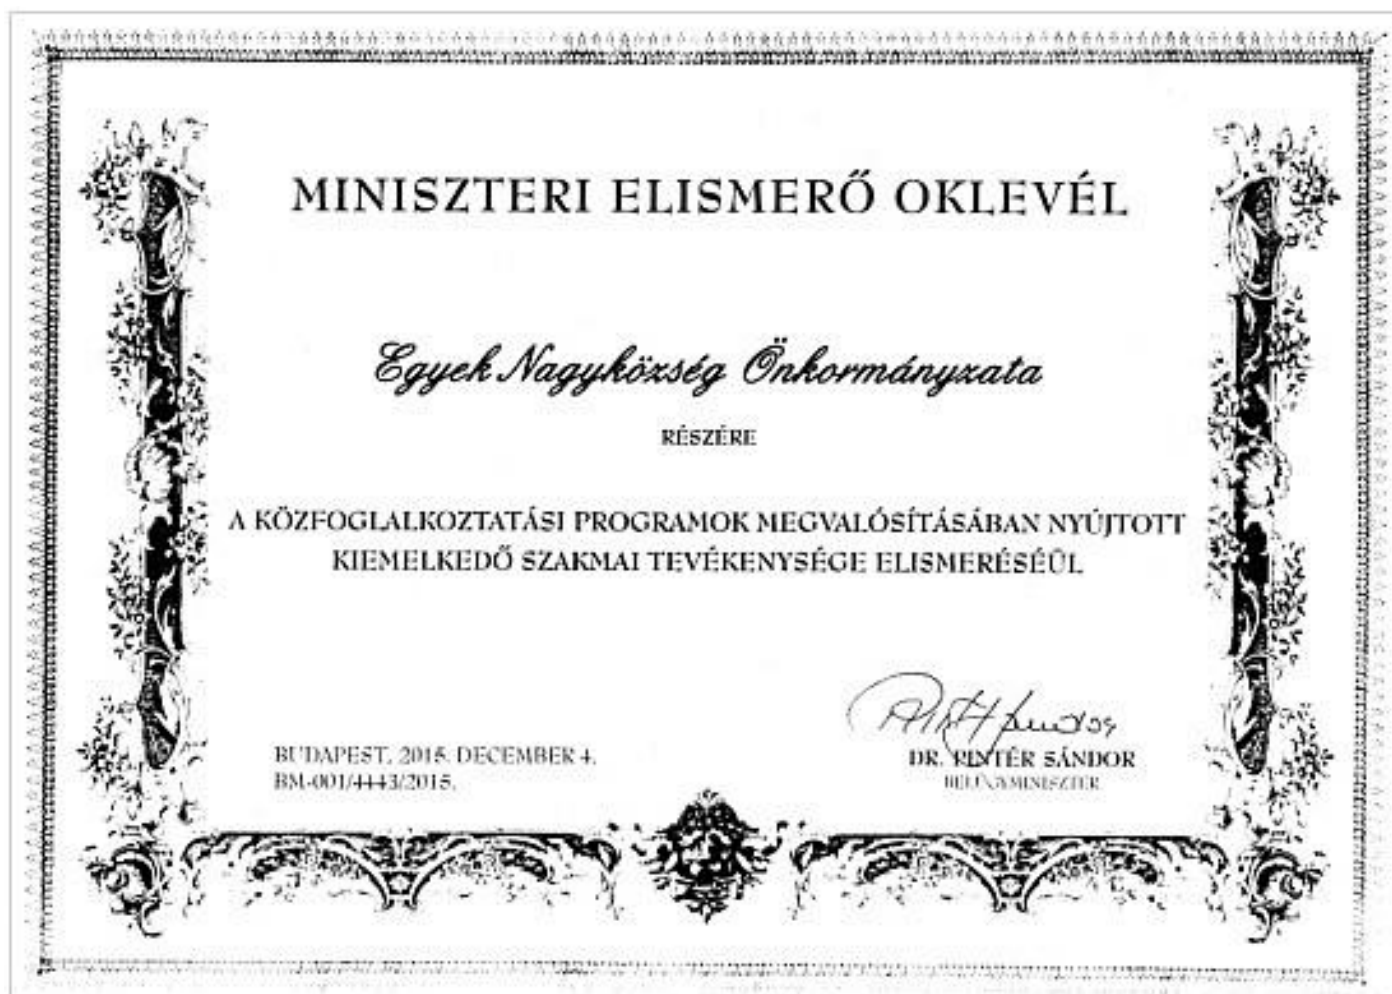 MINISZTERI ELISMERŐ OKLEVÉL
Egyek Nagyközség Önkormányzata
RÉSZÉRE
A KÖZFOGLALKOZTATÁSI PROGRAMOK MEGVALÓSÍTÁSÁBAN NYÚJTOTT
KIEMELKEDŐ SZAKMAI TEVÉKENYSÉGE ELISMERÉSÉÜL
BUDAPEST, 2015. DECEMBER 4.
BM-001/4443/2015.
DR. PINTÉR SÁNDOR
BELÜGYMINISZTER